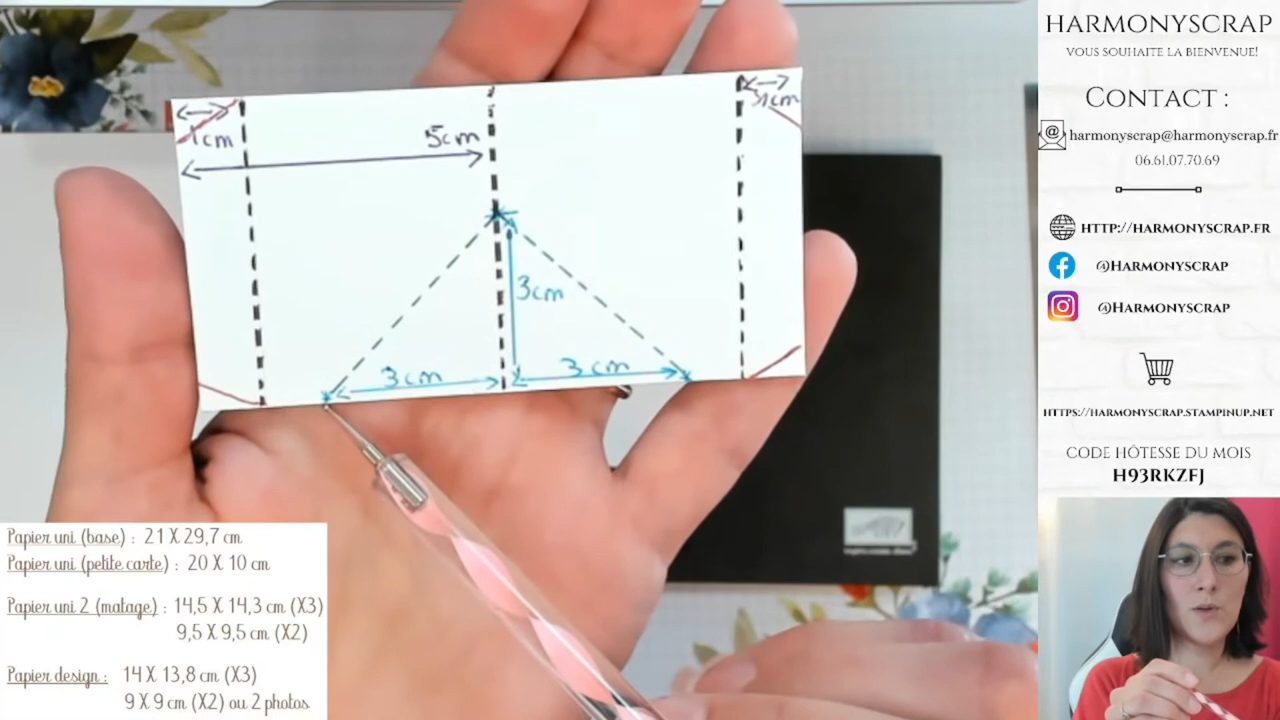 1cm
5cm
1cm
3cm
3cm
3cm
Papier uni (base) : 21 X 29,7 cm
Papier uni (petite carte) : 20 X 10 cm
Papier uni 2 (matage) : 14,5 X 14,3 cm (X3)
9,5 X 9,5 cm (X2)
Papier design : 14 X 13,8 cm (X3)
9 X 9 cm (X2) ou 2 photos
HARMONYSCRAP
VOUS SOUHAITE LA BIENVENUE!
CONTACT :
harmonyscrap@harmonyscrap.fr
06.61.07.70.69
HTTP://HARMONYSCRAP.FR
@HARMONYSCRAP
@HARMONYSCRAP
HTTPS://HARMONYSCRAP.STAMPINUP.NET
CODE HÔTESSE DU MOIS
H93RKZFJ